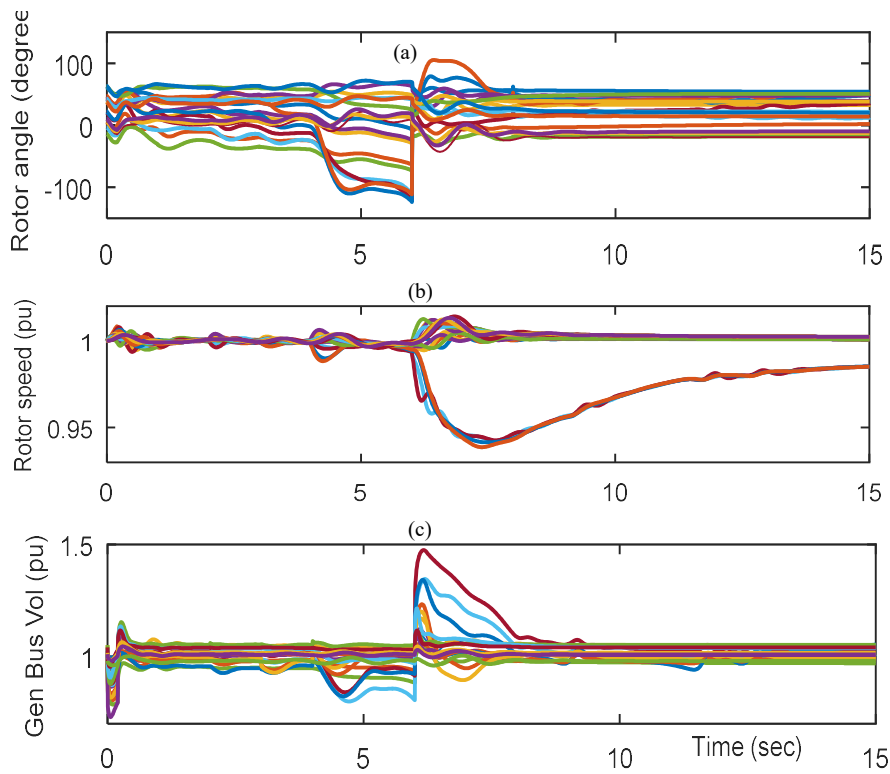 (a)
Rotor angle (degree
100
0
-100
0 5 10 15
(b)
Rotor speed (pu)
1
0.95
0 5 10 15
(c)
Gen Bus Vol (pu)
1.5
1
0 5 10 15
Time (sec)